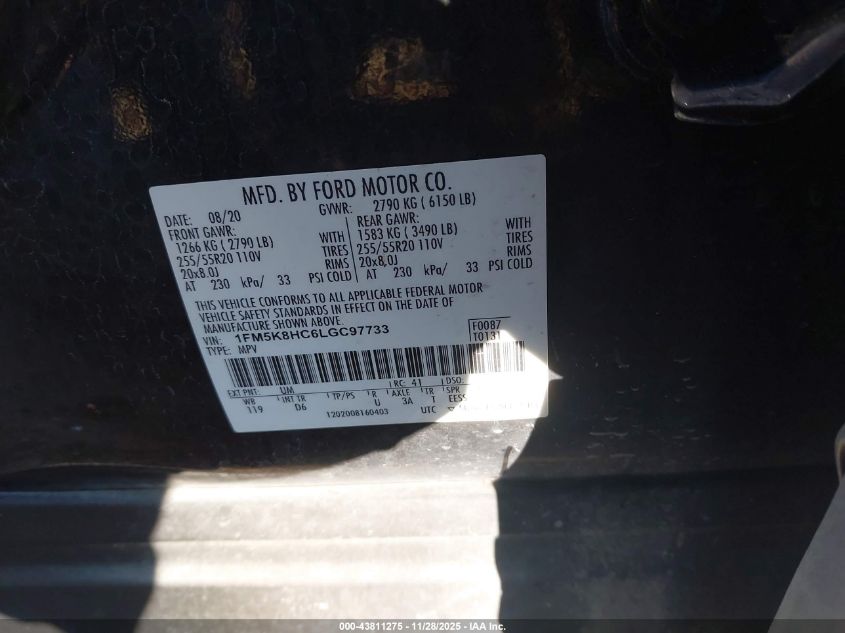 MFD. BY FORD MOTOR CO.
DATE: 08/20 GVWR: 2790 KG ( 6150 LB)
FRONT GAWR: REAR GAWR:
1266 KG ( 2790 LB) WITH 1583 KG ( 3490 LB) WITH
255/55R20 110V TIRES 255/55R20 110V TIRES
20x8.0J RIMS 20x8.0J RIMS
AT 230 kPa/ 33 PSI COLD AT 230 kPa/ 33 PSI COLD
THIS VEHICLE CONFORMS TO ALL APPLICABLE FEDERAL MOTOR
VEHICLE SAFETY STANDARDS IN EFFECT ON THE DATE OF
MANUFACTURE SHOWN ABOVE.
VIN: 1FM5K8HC6LGC97733 F0087
TYPE: MPV T0131
EXT PNT: UM RC: 41 DSO:
WB INT TR TP/PS R AXLE TR SPR
119 D6 U 3A T EESS
1202008160403 UTC
000-43811275 - 11/28/2025 - IAA Inc.